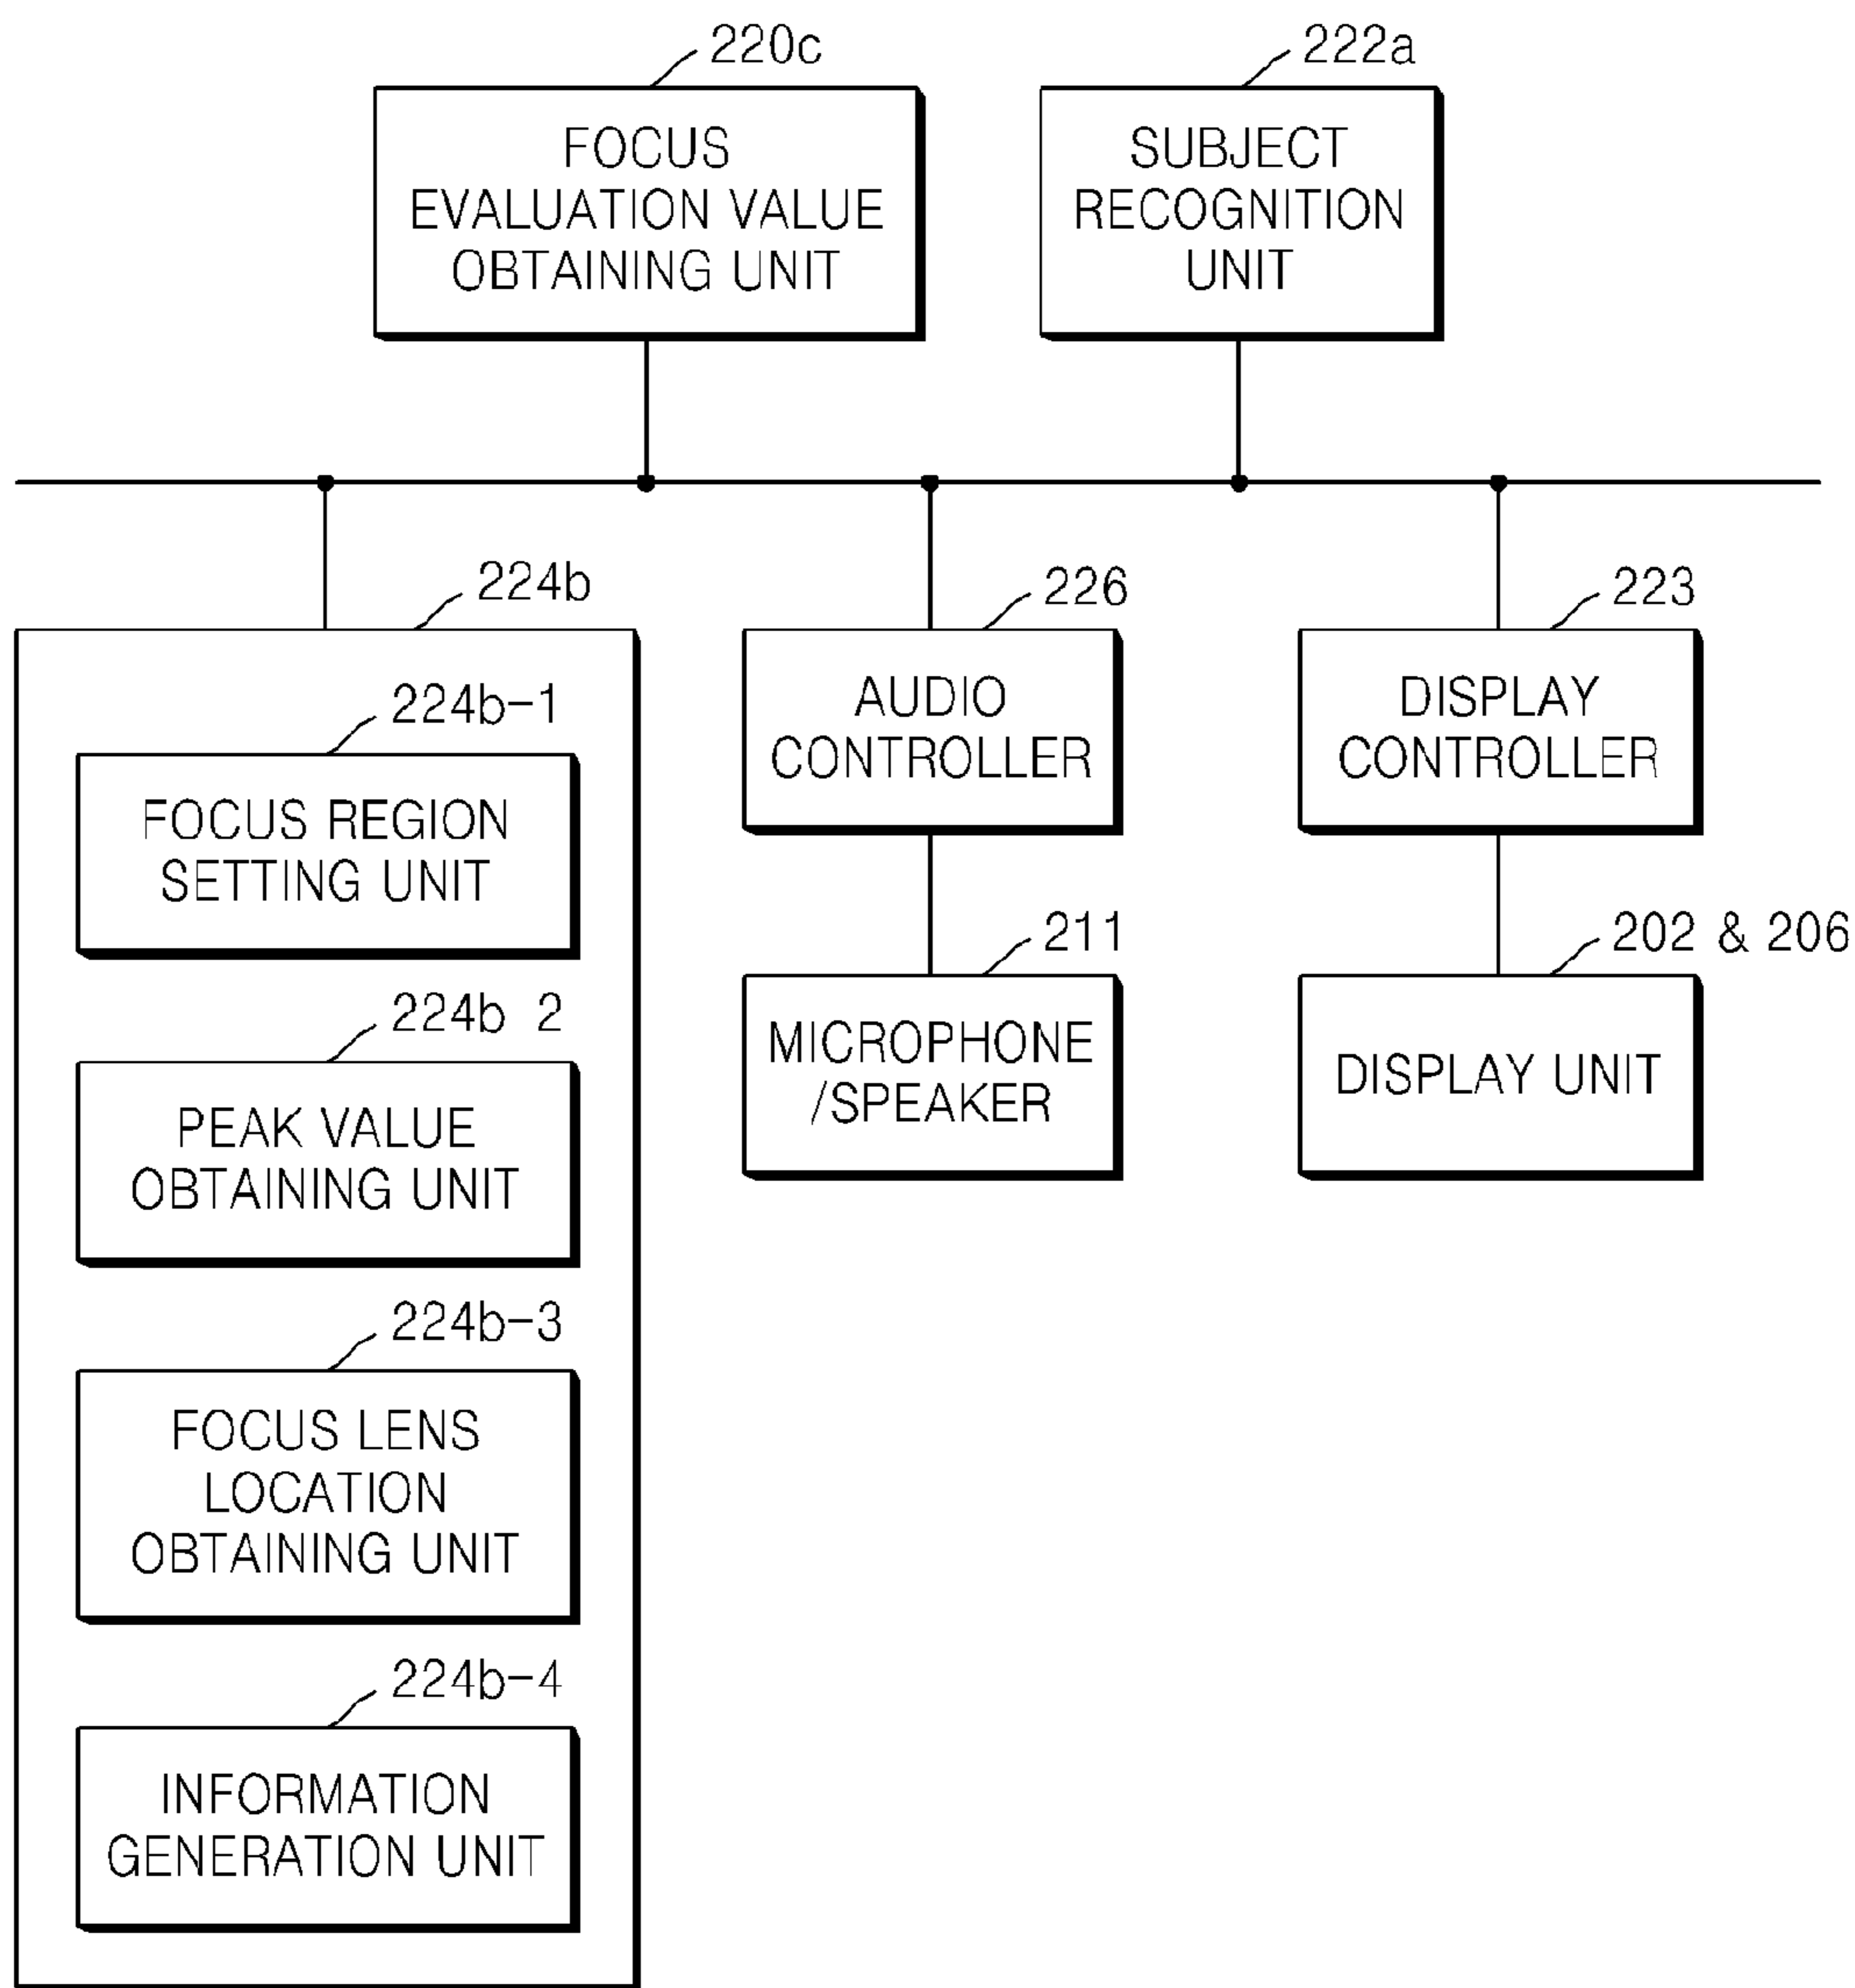 220c
FOCUS
EVALUATION VALUE
OBTAINING UNIT
222a
SUBJECT
RECOGNITION
UNIT
224b
224b-1
FOCUS REGION
SETTING UNIT
224b 2
PEAK VALUE
OBTAINING UNIT
224b-3
FOCUS LENS
LOCATION
OBTAINING UNIT
224b-4
INFORMATION
GENERATION UNIT
226
AUDIO
CONTROLLER
211
MICROPHONE
/SPEAKER
223
DISPLAY
CONTROLLER
202 & 206
DISPLAY UNIT